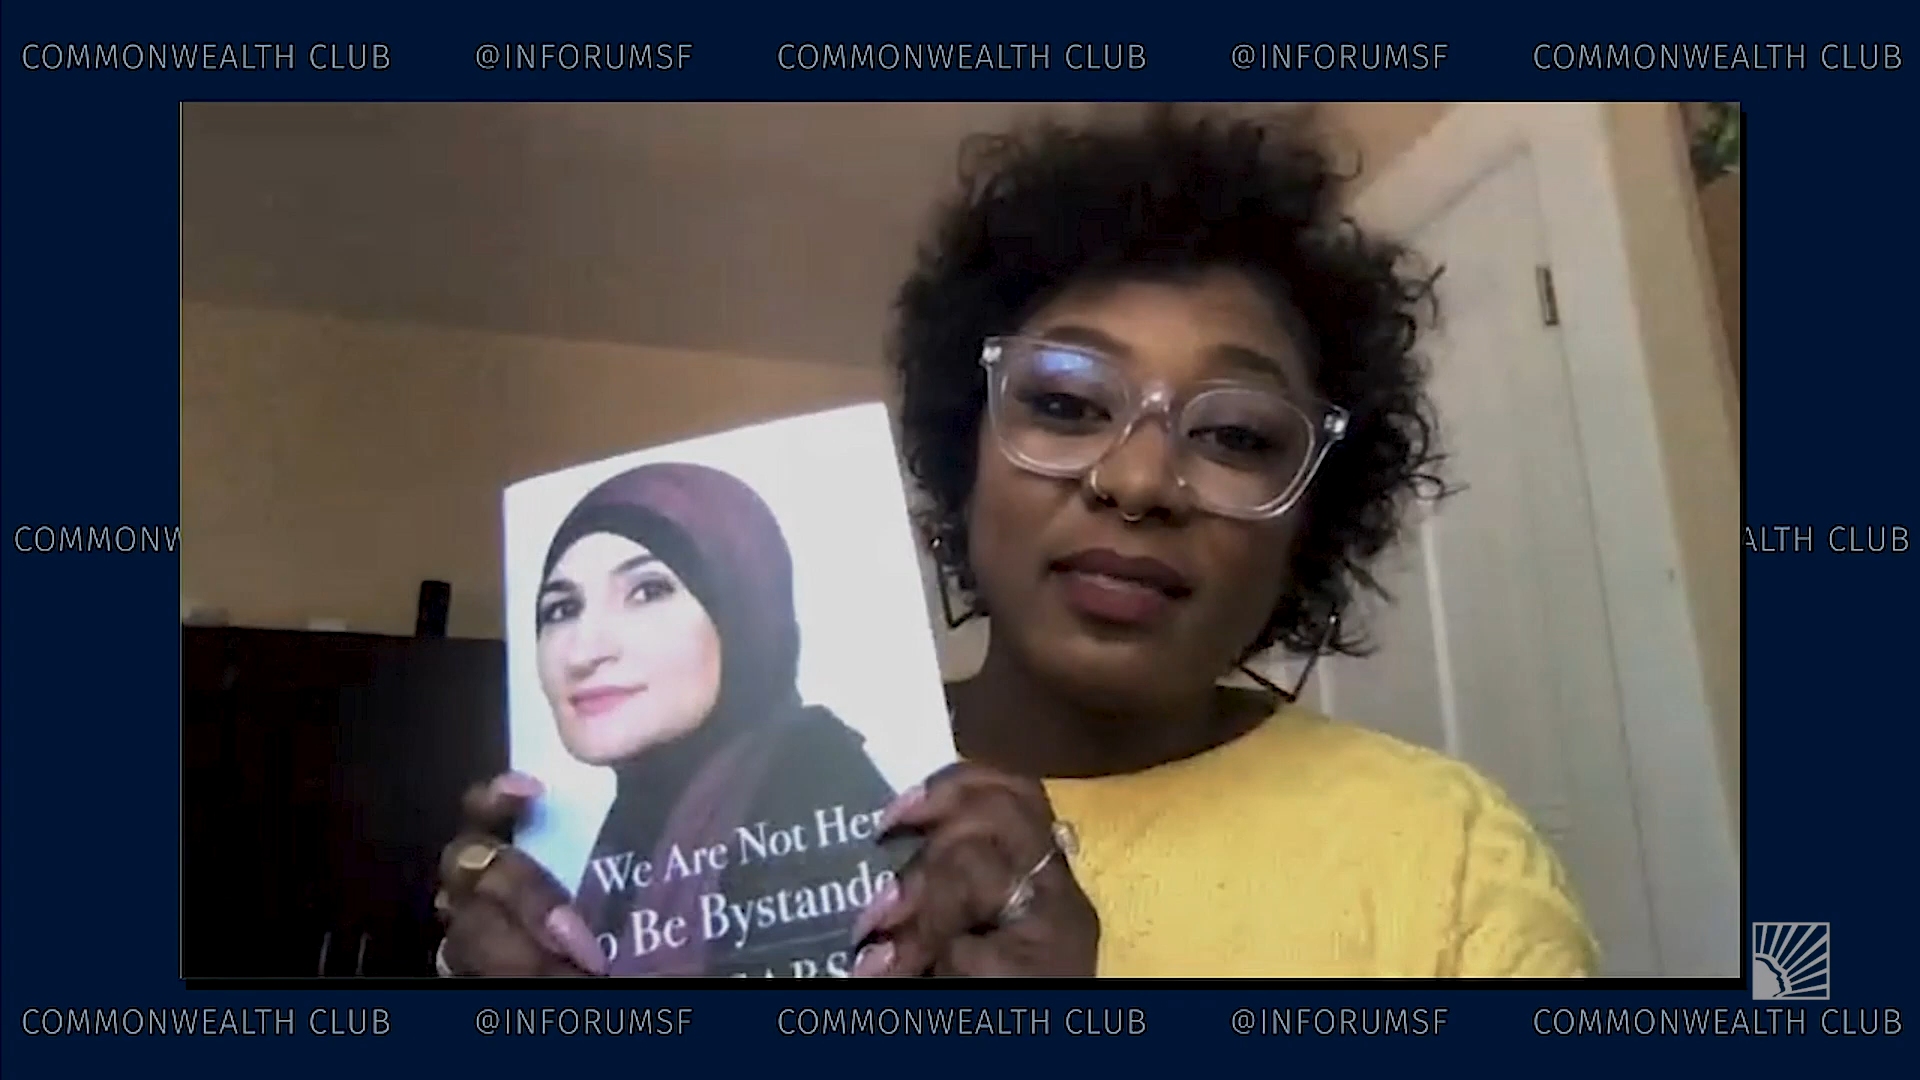 COMMONWEALTH CLUB @INFORUMSF COMMONWEALTH CLUB @INFORUMSF COMMONWEALTH CLUB
COMMONW
ALTH CLUB
We Are Not Her
o Be Bystande
COMMONWEALTH CLUB @INFORUMSF COMMONWEALTH CLUB @INFORUMSF COMMONWEALTH CLUB